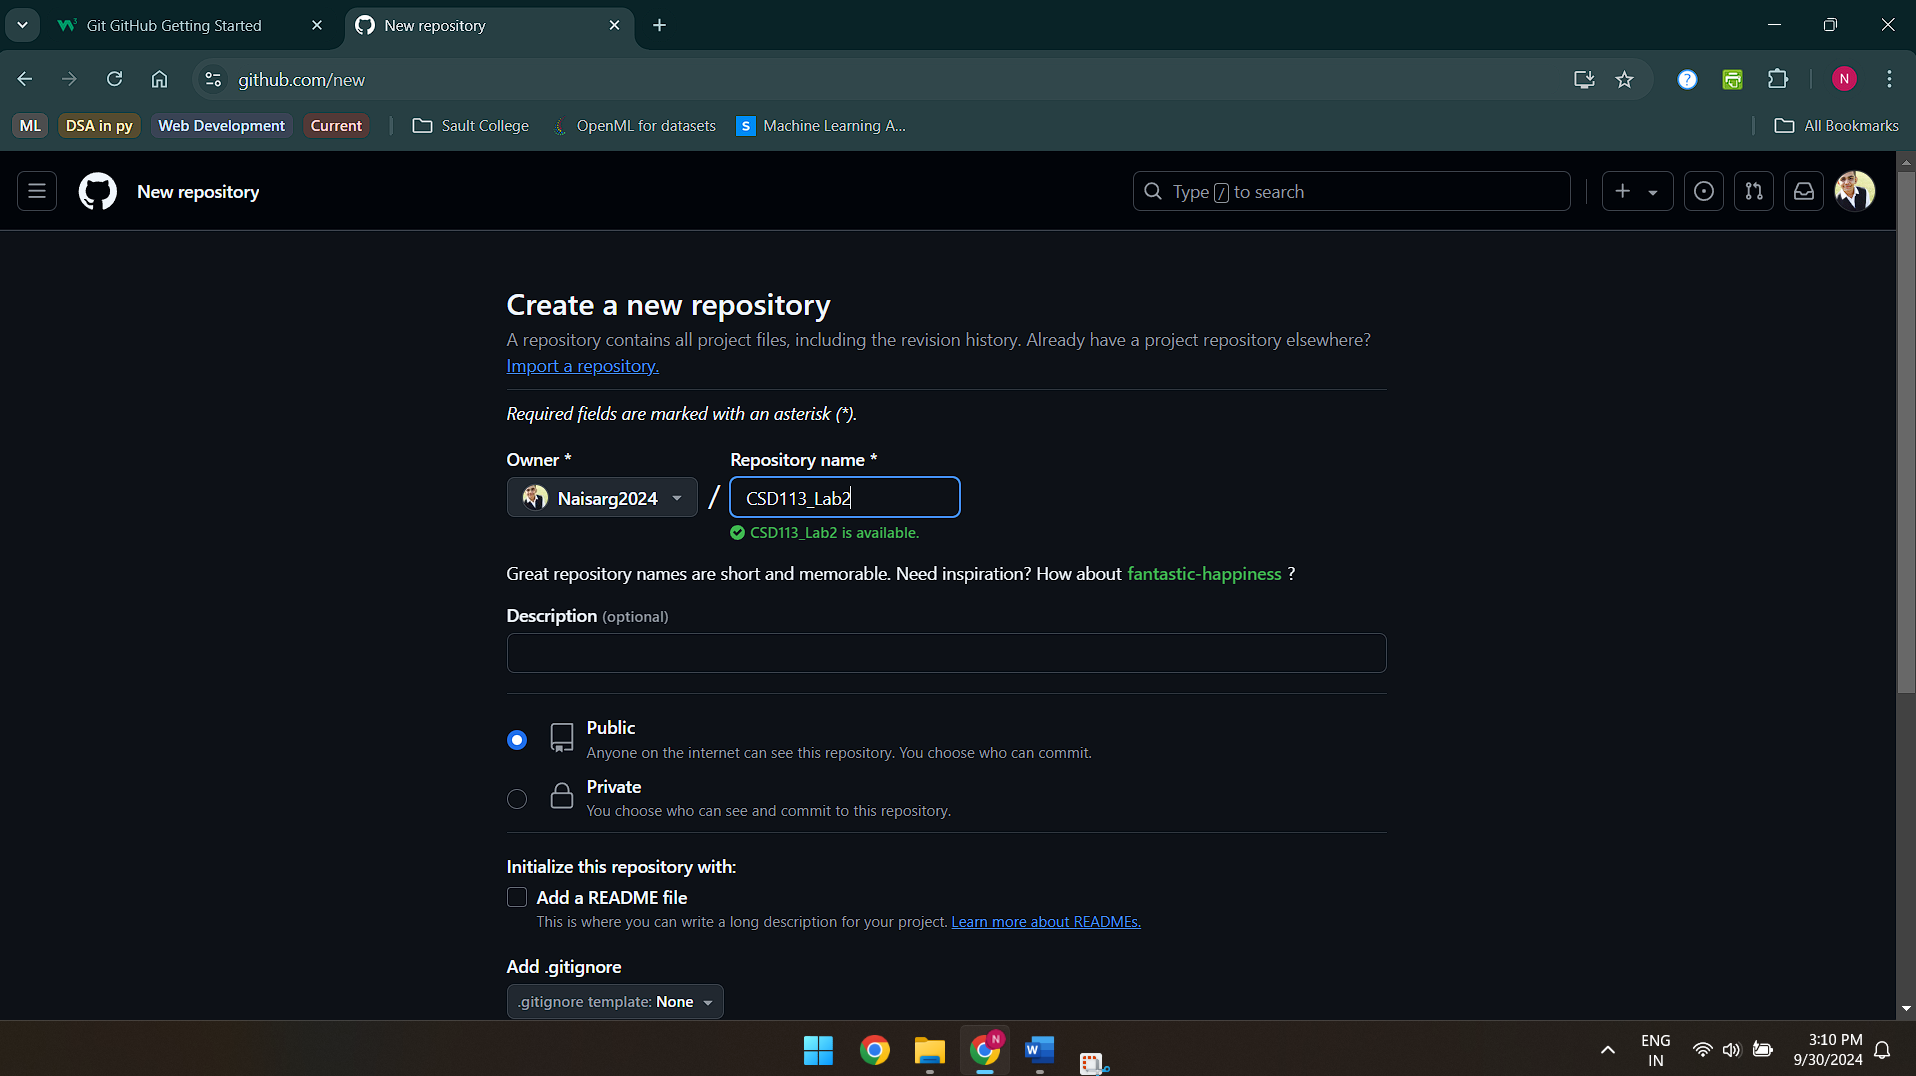 Git GitHub Getting Started
New repository
github.com/new
N
ML
DSA in py
Web Development
Current
Sault College
OpenML for datasets
S
Machine Learning A...
All Bookmarks
New repository
Type / to search
Create a new repository
A repository contains all project files, including the revision history. Already have a project repository elsewhere?
Import a repository.
Required fields are marked with an asterisk (*).
Owner *
Repository name *
Naisarg2024
/
CSD113_Lab2
CSD113_Lab2 is available.
Great repository names are short and memorable. Need inspiration? How about fantastic-happiness ?
Description (optional)
Public
Anyone on the internet can see this repository. You choose who can commit.
Private
You choose who can see and commit to this repository.
Initialize this repository with:
Add a README file
This is where you can write a long description for your project. Learn more about READMEs.
Add .gitignore
.gitignore template: None
N
W
ENG
IN
3:10 PM
9/30/2024